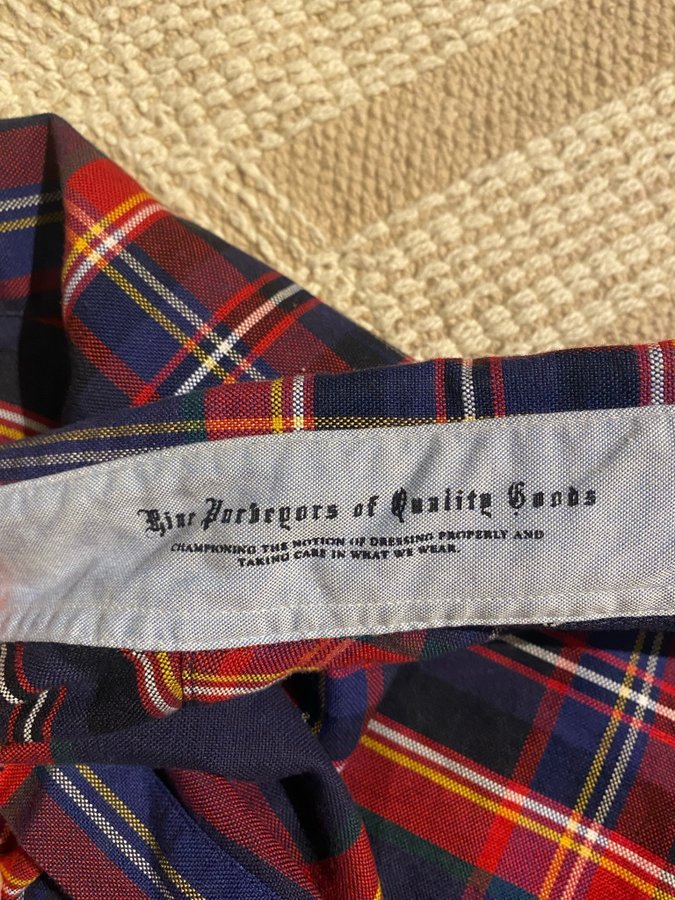 Fine Purveyors of Quality Goods
CHAMPIONING THE NOTION OF DRESSING PROPERLY AND
TAKING CARE IN WHAT WE WEAR.